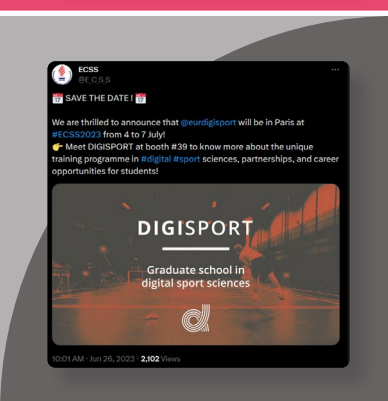 ECSS
@E_C_S_S
📅 SAVE THE DATE ! 📅
We are thrilled to announce that @eurdigisport will be in Paris at
#ECSS2023 from 4 to 7 July!
👉 Meet DIGISPORT at booth #39 to know more about the unique
training programme in #digital #sport sciences, partnerships, and career
opportunities for students!
DIGISPORT
Graduate school in
digital sport sciences
10:01 AM · Jun 26, 2023 · 2,102 Views